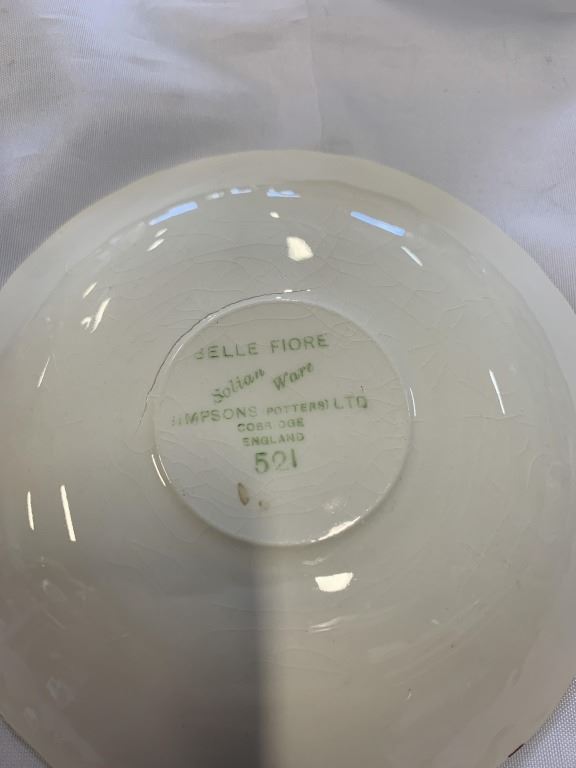 BELLE FIORE
Solian Ware
SIMPSONS (POTTERS) LTD
COBRIDGE
ENGLAND
521